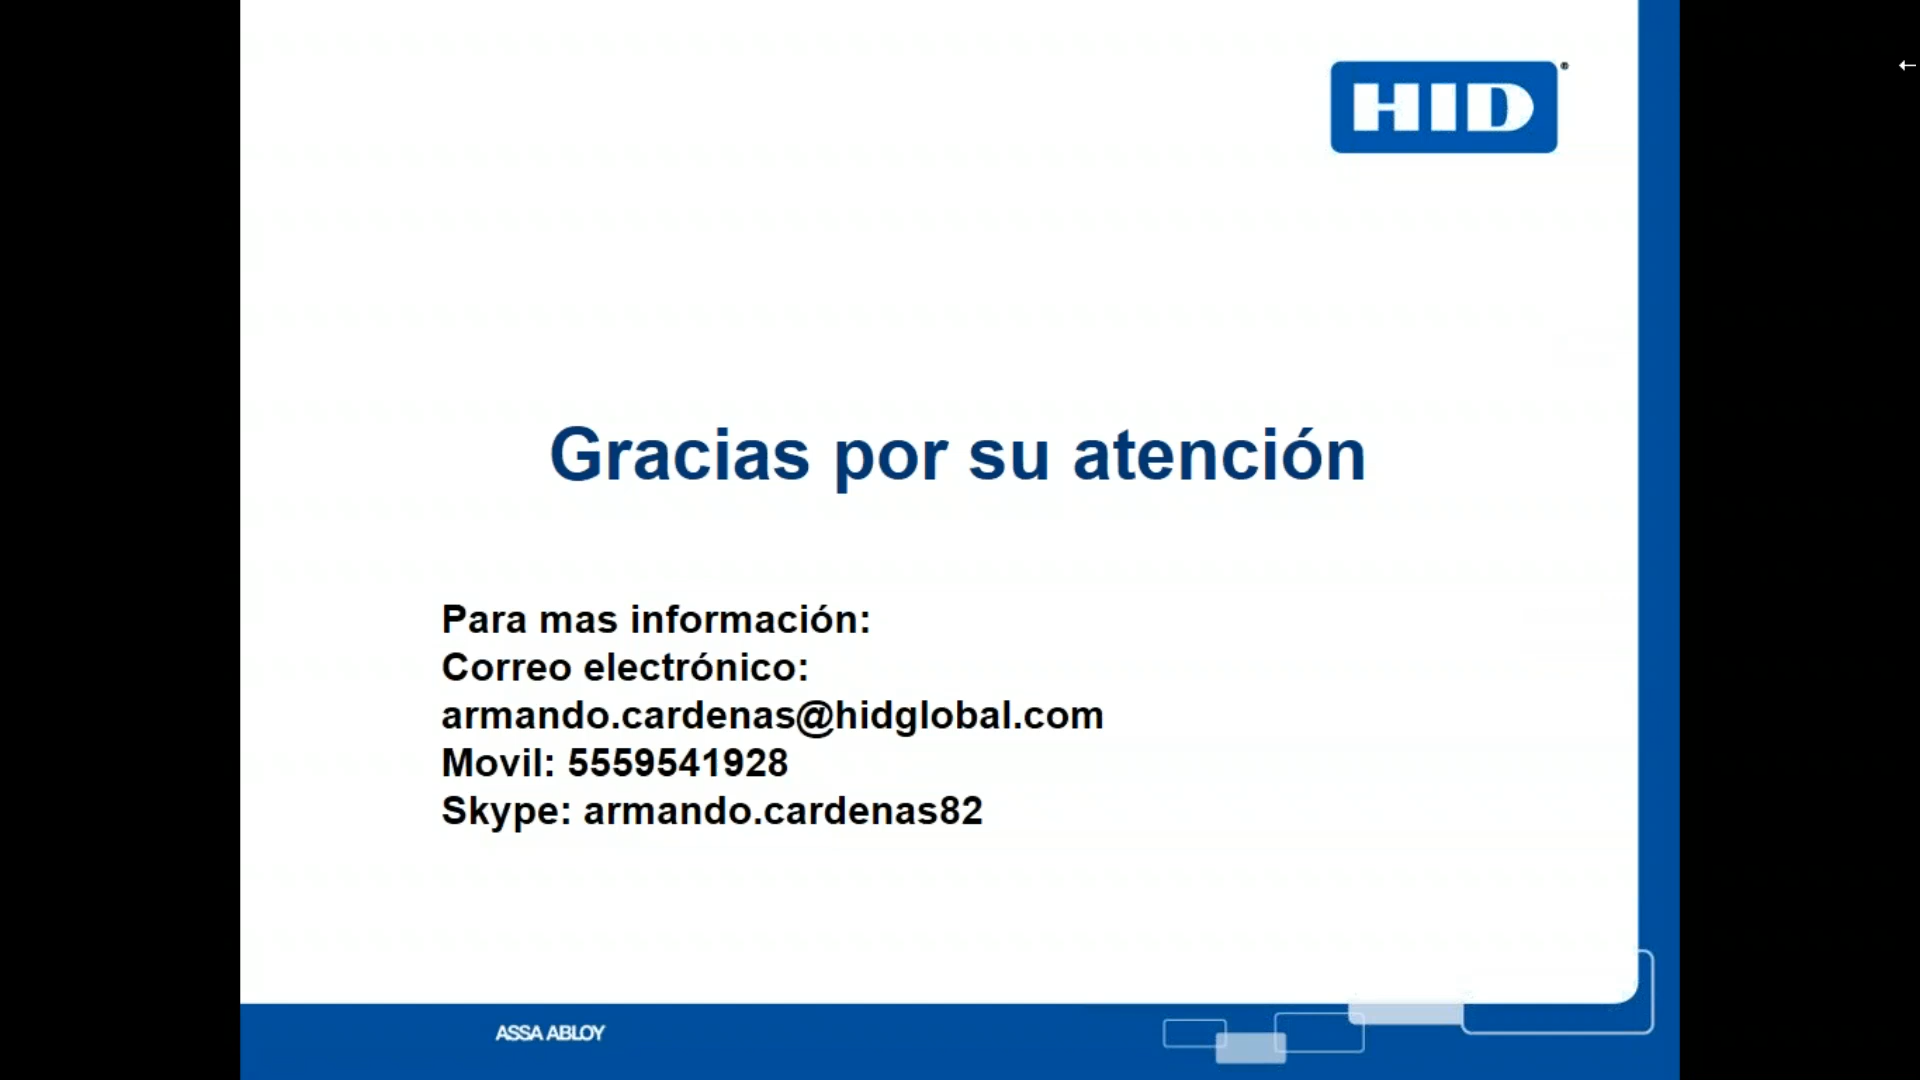 HID®
Gracias por su atención
Para mas información:
Correo electrónico:
armando.cardenas@hidglobal.com
Movil: 5559541928
Skype: armando.cardenas82
ASSA ABLOY